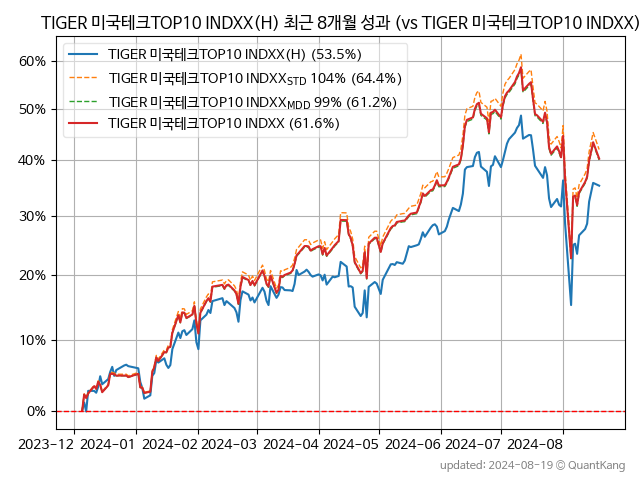 TIGER 미국테크TOP10 INDXX(H) 최근 8개월 성과 (vs TIGER 미국테크TOP10 INDXX)
TIGER 미국테크TOP10 INDXX(H) (53.5%)
TIGER 미국테크TOP10 INDXXSTD 104% (64.4%)
TIGER 미국테크TOP10 INDXXMDD 99% (61.2%)
TIGER 미국테크TOP10 INDXX (61.6%)
60%
50%
40%
30%
20%
10%
0%
2023-12 2024-01 2024-02 2024-03 2024-04 2024-05 2024-06 2024-07 2024-08
updated: 2024-08-19 © QuantKang